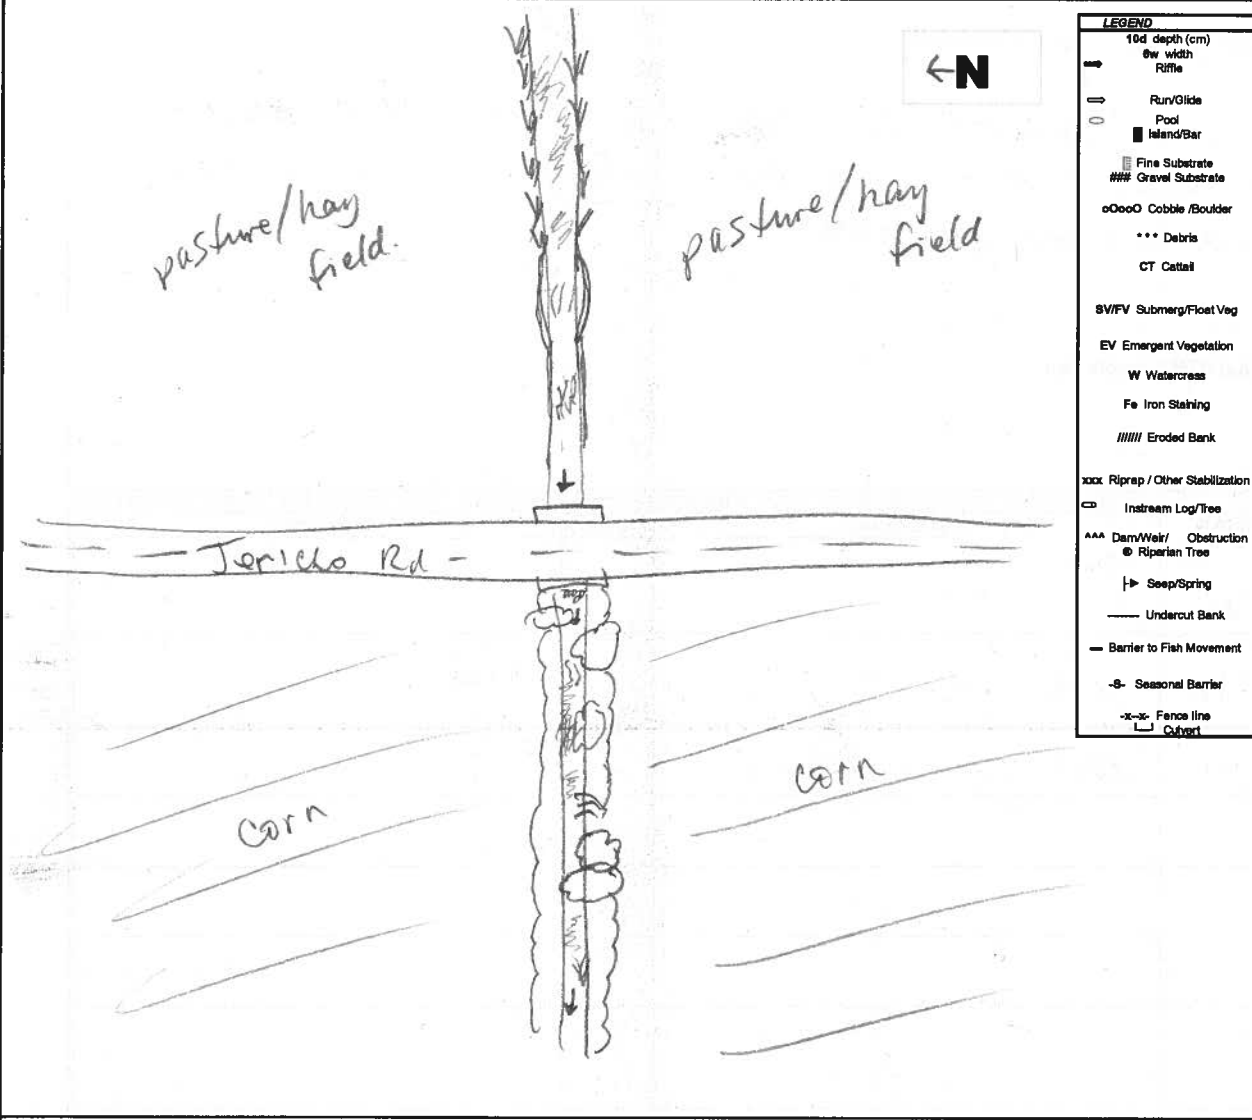 ←N
pasture/hay
field.
pasture/hay
field
Jericho Rd
corn
corn
LEGEND
10d depth (cm)
6w width
Riffle
Run/Glide
Pool
Island/Bar
Fine Substrate
### Gravel Substrate
oOooO Cobble /Boulder
*** Debris
CT Cattail
SV/FV Submerg/Float Veg
EV Emergent Vegetation
W Watercress
Fe Iron Staining
/////// Eroded Bank
xxx Riprap / Other Stabilization
Instream Log/Tree
^^^ Dam/Weir/ Obstruction
Riparian Tree
Seep/Spring
Undercut Bank
Barrier to Fish Movement
-S- Seasonal Barrier
-x--x- Fence line
Culvert